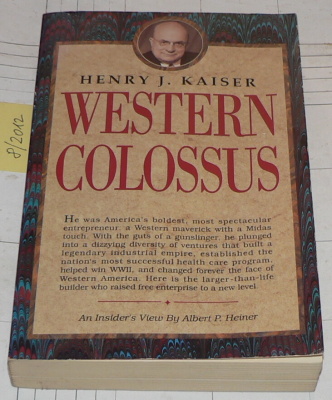 HENRY J. KAISER
WESTERN
COLOSSUS
He was America's boldest, most spectacular
entrepreneur, a Western maverick with a Midas
touch. With the guts of a gunslinger, he plunged
into a dizzying diversity of ventures that built a
legendary industrial empire, established the
nation's most successful health care program,
helped win WWII, and changed forever the face of
Western America. Here is the larger-than-life
builder who raised free enterprise to a new level.
An Insider's View By Albert P. Heiner
8/2012